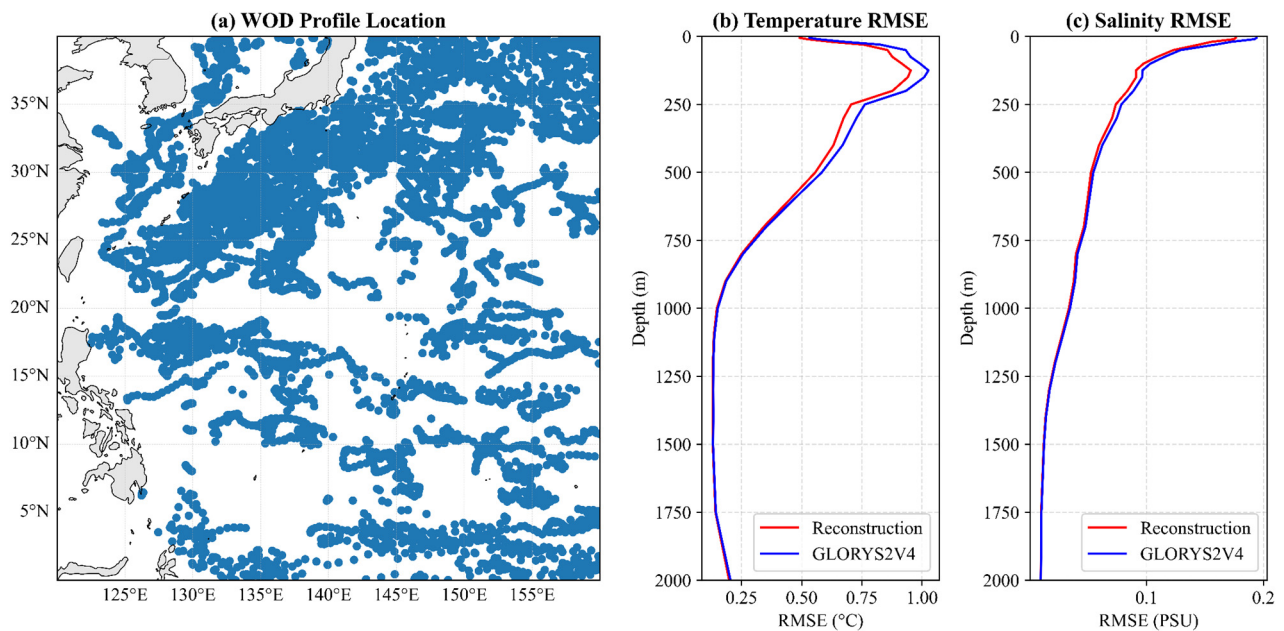 (a) WOD Profile Location
35°N
30°N
25°N
20°N
15°N
10°N
5°N
125°E 130°E 135°E 140°E 145°E 150°E 155°E
(b) Temperature RMSE
0
250
500
750
1000
1250
1500
1750
2000
Depth (m)
Reconstruction
GLORYS2V4
0.25 0.50 0.75 1.00
RMSE (°C)
(c) Salinity RMSE
0
250
500
750
1000
1250
1500
1750
2000
Depth (m)
Reconstruction
GLORYS2V4
0.1 0.2
RMSE (PSU)